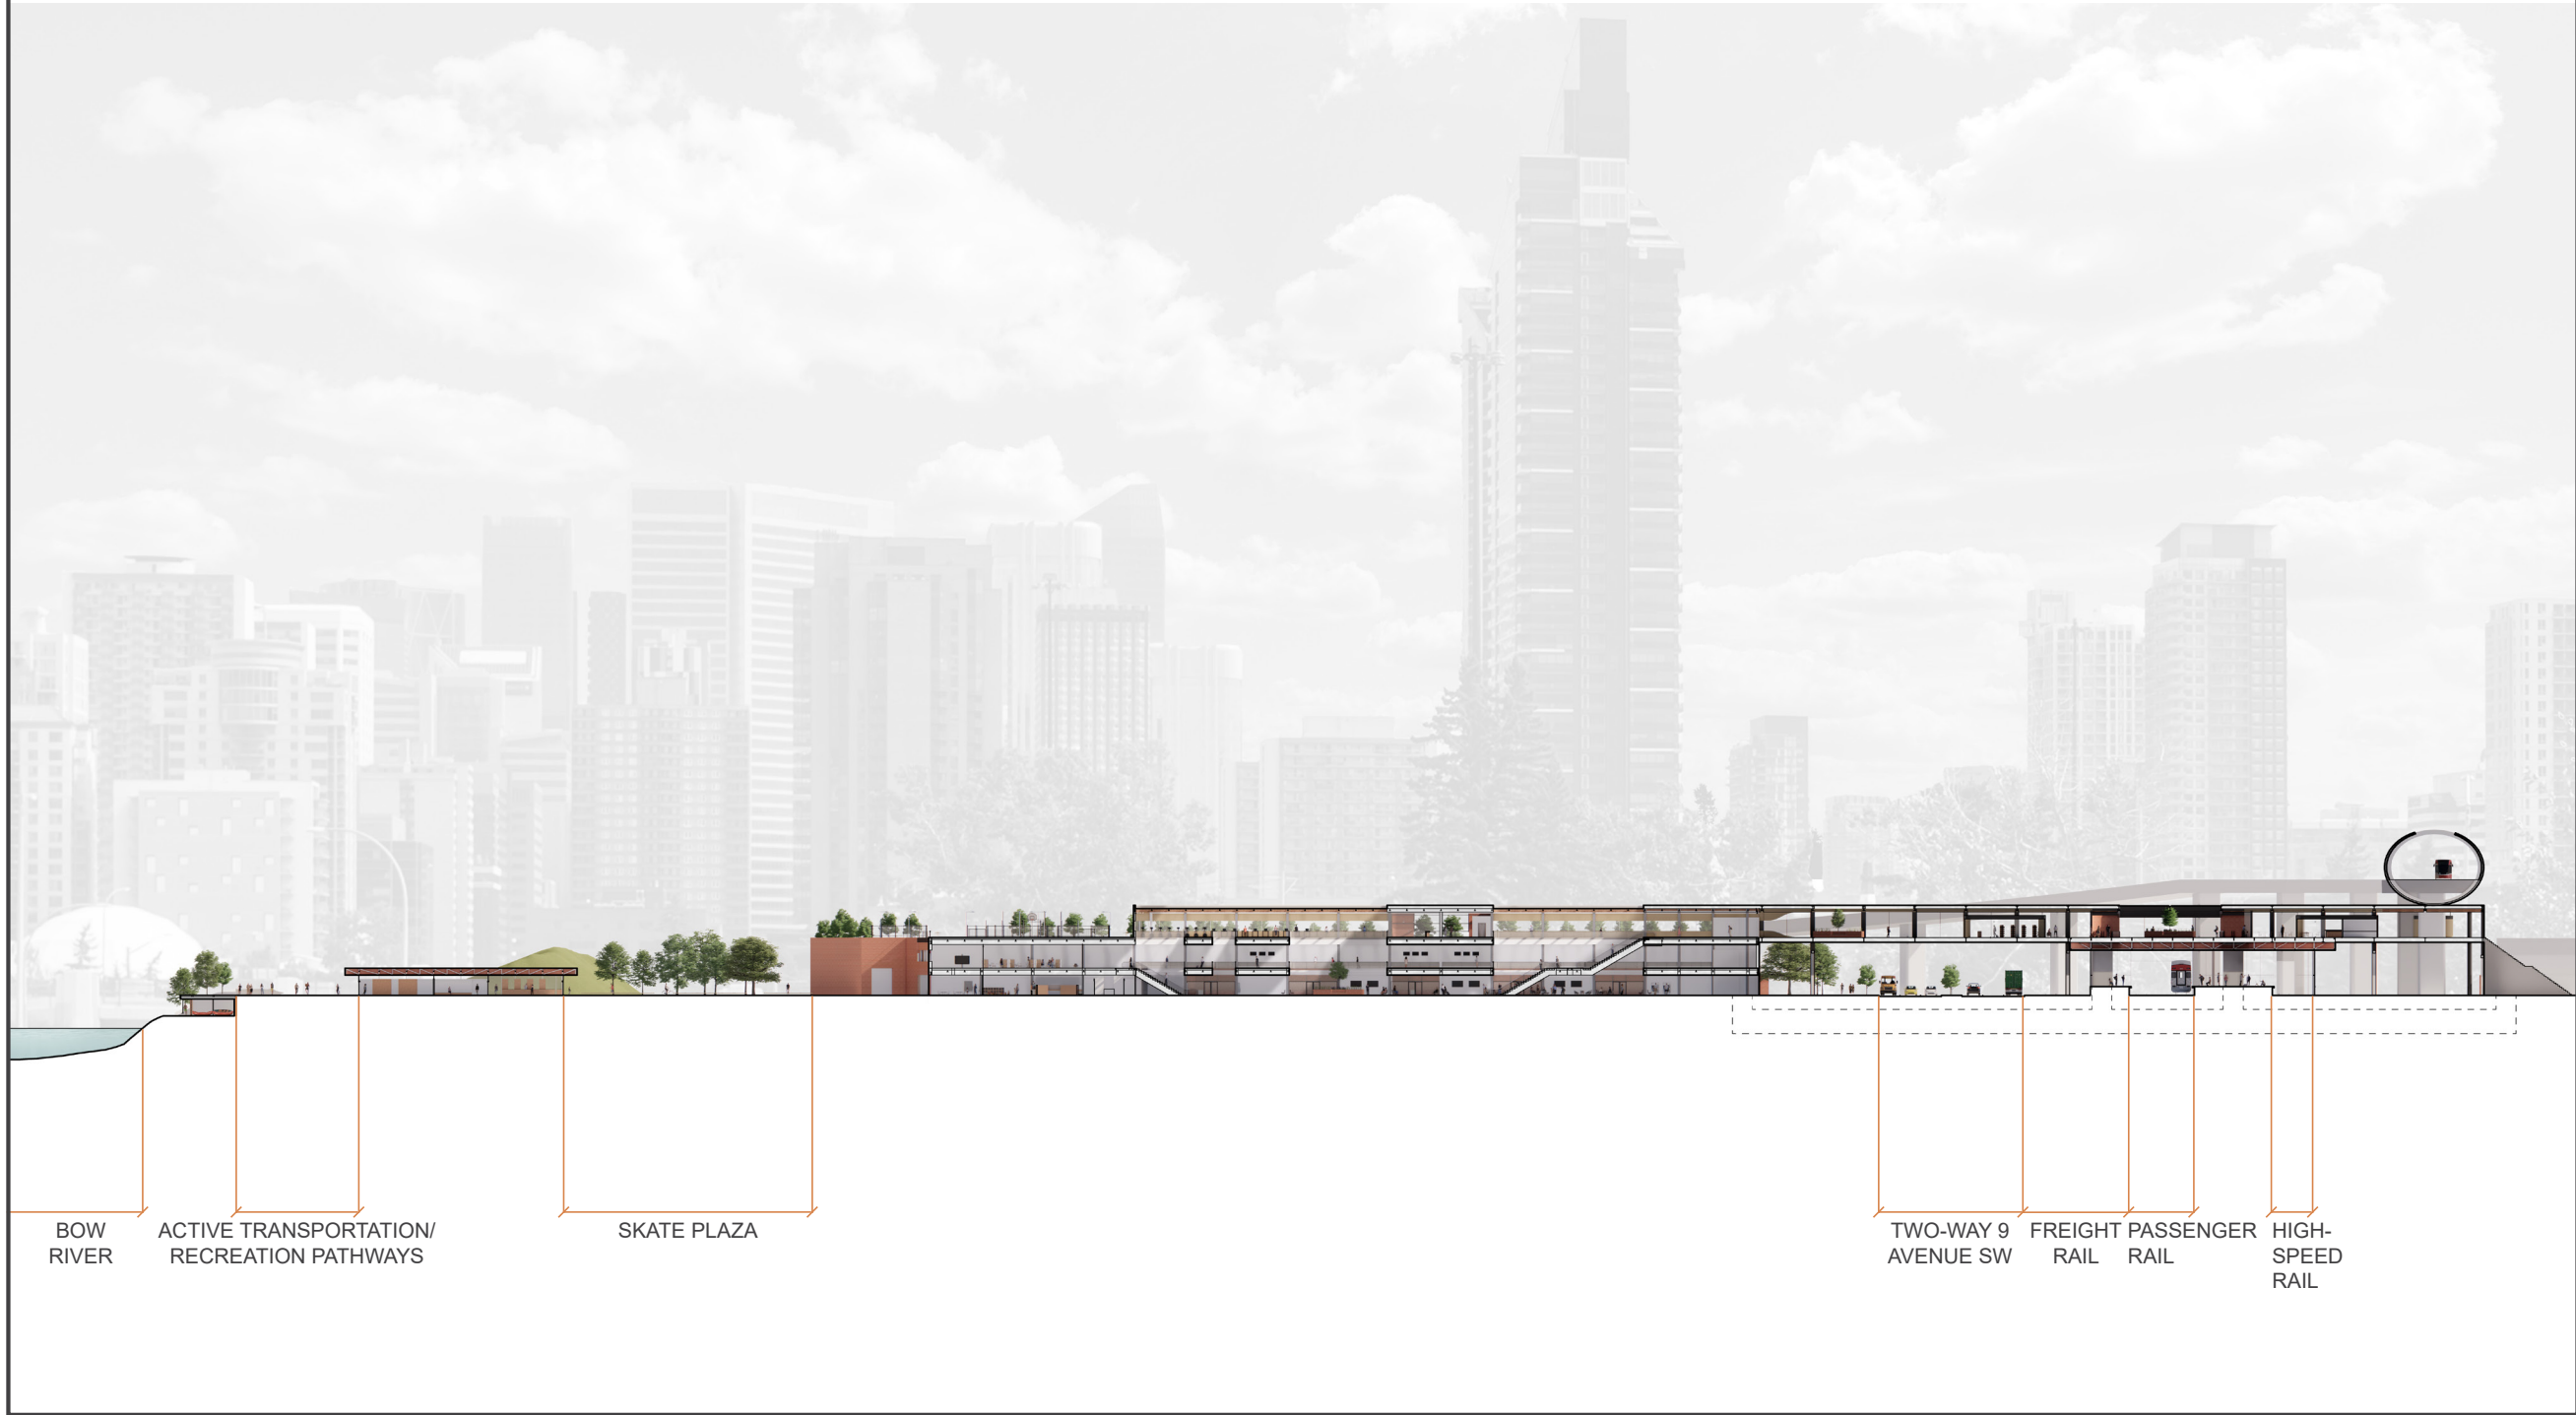 BOW
RIVER
ACTIVE TRANSPORTATION/
RECREATION PATHWAYS
SKATE PLAZA
TWO-WAY 9
AVENUE SW
FREIGHT
RAIL
PASSENGER
RAIL
HIGH-
SPEED
RAIL